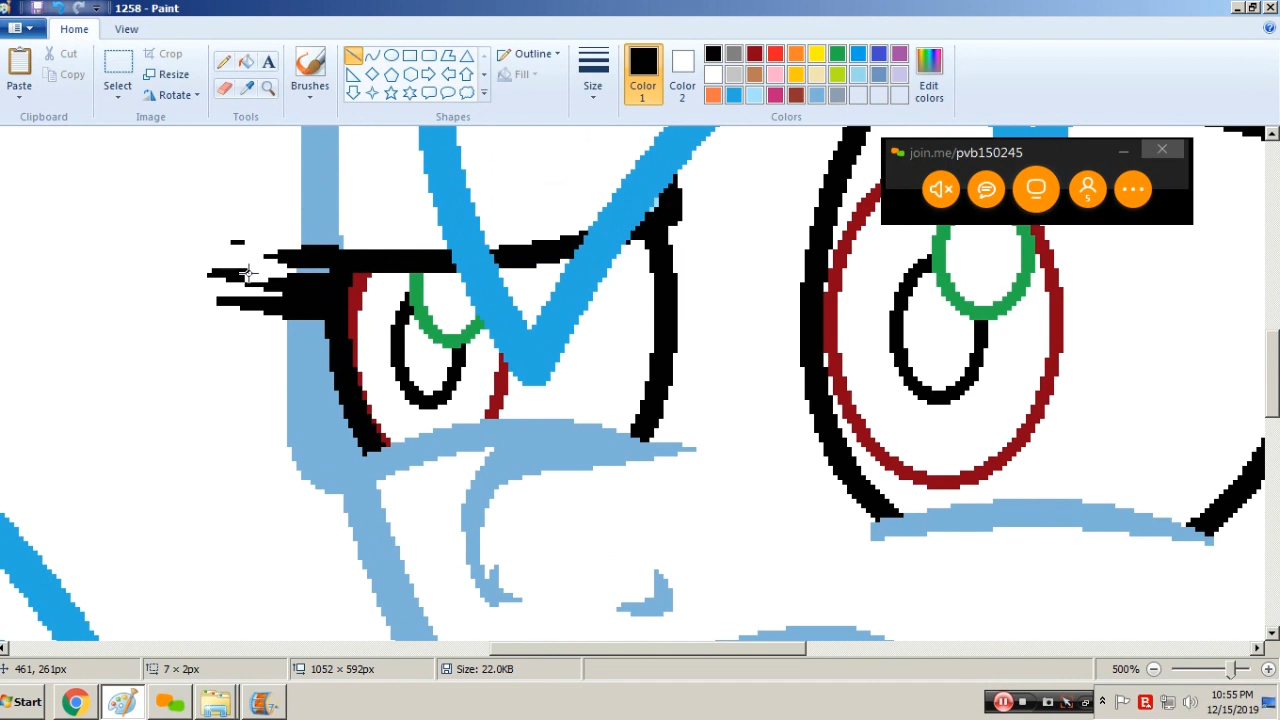 1258 - Paint
Home View
Paste
Cut
Copy
Clipboard
Select
Crop
Resize
Rotate
Image
A
Tools
Brushes
Outline
Fill
Shapes
Size
Color 1
Color 2
Edit colors
Colors
join.me/pvb150245
5
461, 261px
7 × 2px
1052 × 592px
Size: 22.0KB
500%
Start
10:55 PM
12/15/2019